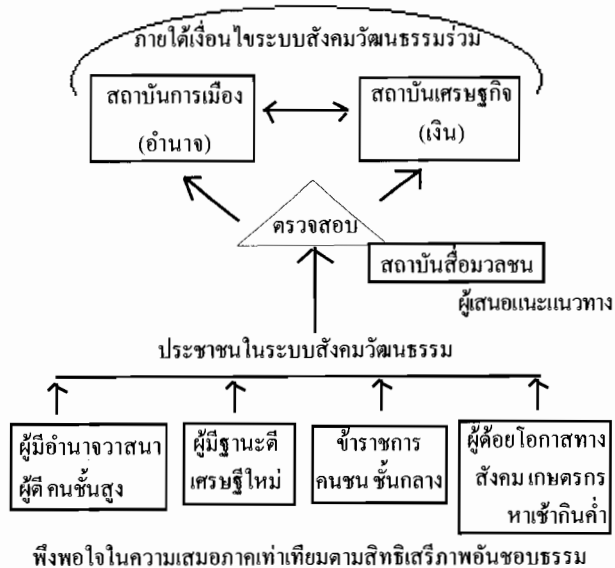 ภายใต้เงื่อนไขระบบสังคมวัฒนธรรมร่วม
สถาบันการเมือง
(อำนาจ)
สถาบันเศรษฐกิจ
(เงิน)
ตรวจสอบ
สถาบันสื่อมวลชน
ผู้เสนอแนะแนวทาง
ประชาชนในระบบสังคมวัฒนธรรม
ผู้มีอำนาจวาสนา
ผู้ดี คนชั้นสูง
ผู้มีฐานะดี
เศรษฐีใหม่
ข้าราชการ
คนชน ชั้นกลาง
ผู้ด้อยโอกาสทาง
สังคม เกษตรกร
หาเช้ากินค่ำ
พึงพอใจในความเสมอภาคเท่าเทียมตามสิทธิเสรีภาพอันชอบธรรม